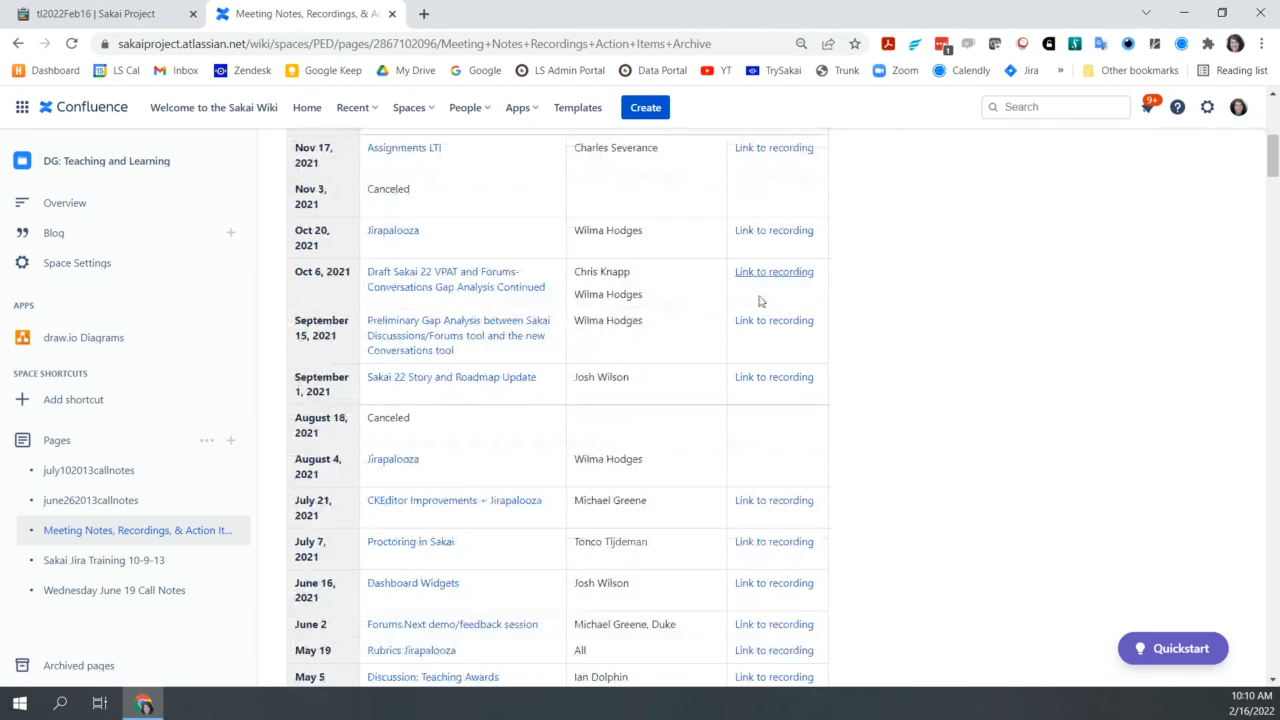 tl2022Feb16 | Sakai Project
Meeting Notes, Recordings, & Ac
sakaiproject.atlassian.net/wiki/spaces/PED/pages/2867102096/Meeting+Notes+Recordings+Action+Items+Archive
1
Dashboard
LS Cal
Inbox
Zendesk
Google Keep
My Drive
Google
LS Admin Portal
Data Portal
YT
TrySakai
Trunk
Zoom
Calendly
Jira
»
Other bookmarks
Reading list
Confluence
Welcome to the Sakai Wiki
Home
Recent
Spaces
People
Apps
Templates
Create
Search
9+
DG: Teaching and Learning
Overview
Blog
Space Settings
APPS
draw.io Diagrams
SPACE SHORTCUTS
Add shortcut
Pages
july102013callnotes
june262013callnotes
Meeting Notes, Recordings, & Action It...
Sakai Jira Training 10-9-13
Wednesday June 19 Call Notes
Archived pages
Nov 17, 2021 Assignments LTI Charles Severance Link to recording
Nov 3, 2021 Canceled
Oct 20, 2021 Jirapalooza Wilma Hodges Link to recording
Oct 6, 2021 Draft Sakai 22 VPAT and Forums-Conversations Gap Analysis Continued Chris Knapp Wilma Hodges Link to recording
September 15, 2021 Preliminary Gap Analysis between Sakai Discusssions/Forums tool and the new Conversations tool Wilma Hodges Link to recording
September 1, 2021 Sakai 22 Story and Roadmap Update Josh Wilson Link to recording
August 18, 2021 Canceled
August 4, 2021 Jirapalooza Wilma Hodges
July 21, 2021 CKEditor Improvements + Jirapalooza Michael Greene Link to recording
July 7, 2021 Proctoring in Sakai Tonco Tijdeman Link to recording
June 16, 2021 Dashboard Widgets Josh Wilson Link to recording
June 2 Forums.Next demo/feedback session Michael Greene, Duke Link to recording
May 19 Rubrics Jirapalooza All Link to recording
May 5 Discussion: Teaching Awards Ian Dolphin Link to recording
Quickstart
10:10 AM
2/16/2022